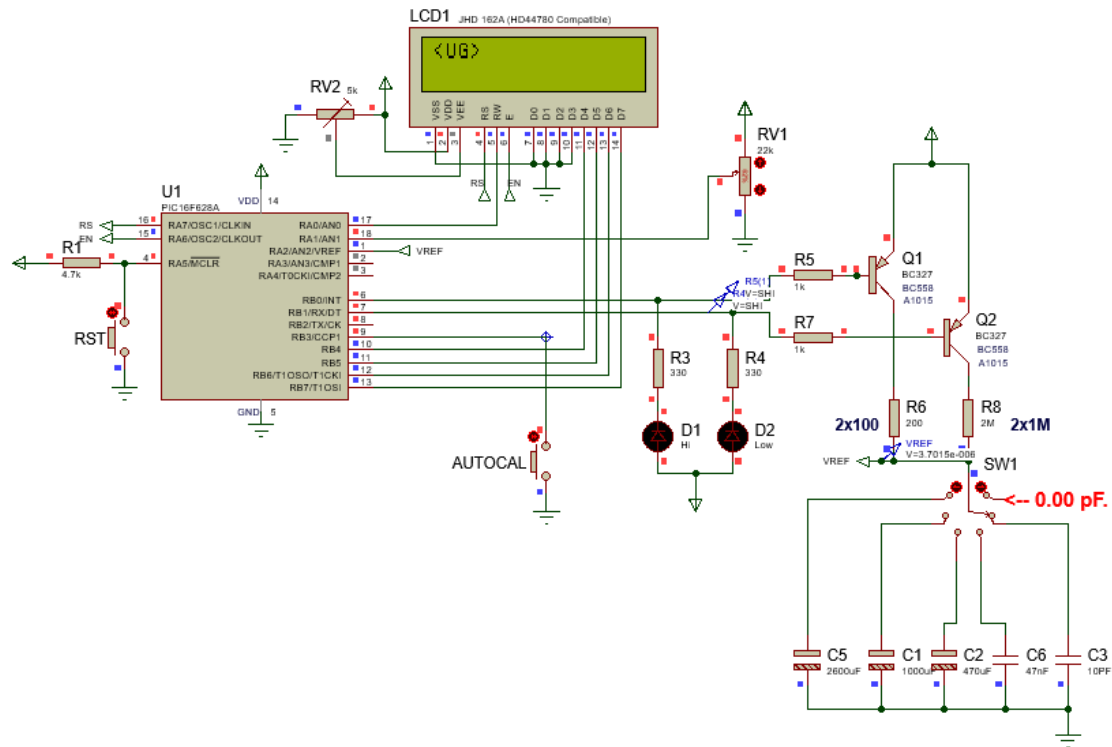 LCD1 JHD 162A (HD44780 Compatible)
<UG>
RV2
5k
VSS VDD VEE RS RW E D0 D1 D2 D3 D4 D5 D6 D7
1 2 3 4 5 6 7 8 9 10 11 12 13 14
RS EN
RV1
22k
U1
PIC16F628A
VDD 14
RS 16 RA7/OSC1/CLKIN
EN 15 RA6/OSC2/CLKOUT
4 RA5/MCLR
RA0/AN0 17
RA1/AN1 18
RA2/AN2/VREF 1 VREF
RA3/AN3/CMP1 2
RA4/T0CKI/CMP2 3
RB0/INT 6
RB1/RX/DT 7
RB2/TX/CK 8
RB3/CCP1 9
RB4 10
RB5 11
RB6/T1OSO/T1CKI 12
RB7/T1OSI 13
GND 5
R1
4.7k
RST
AUTOCAL
R5(1)
R4V=SHI
V=SHI
R3
330
R4
330
D1
Hi
D2
Low
R5
1k
R7
1k
Q1
BC327
BC558
A1015
Q2
BC327
BC558
A1015
2x100
R6
200
R8
2M
2x1M
VREF
VREF
V=3.7015e-006
SW1
<-- 0.00 pF.
C5
2600uF
C1
1000uF
C2
470uF
C6
47nF
C3
10PF